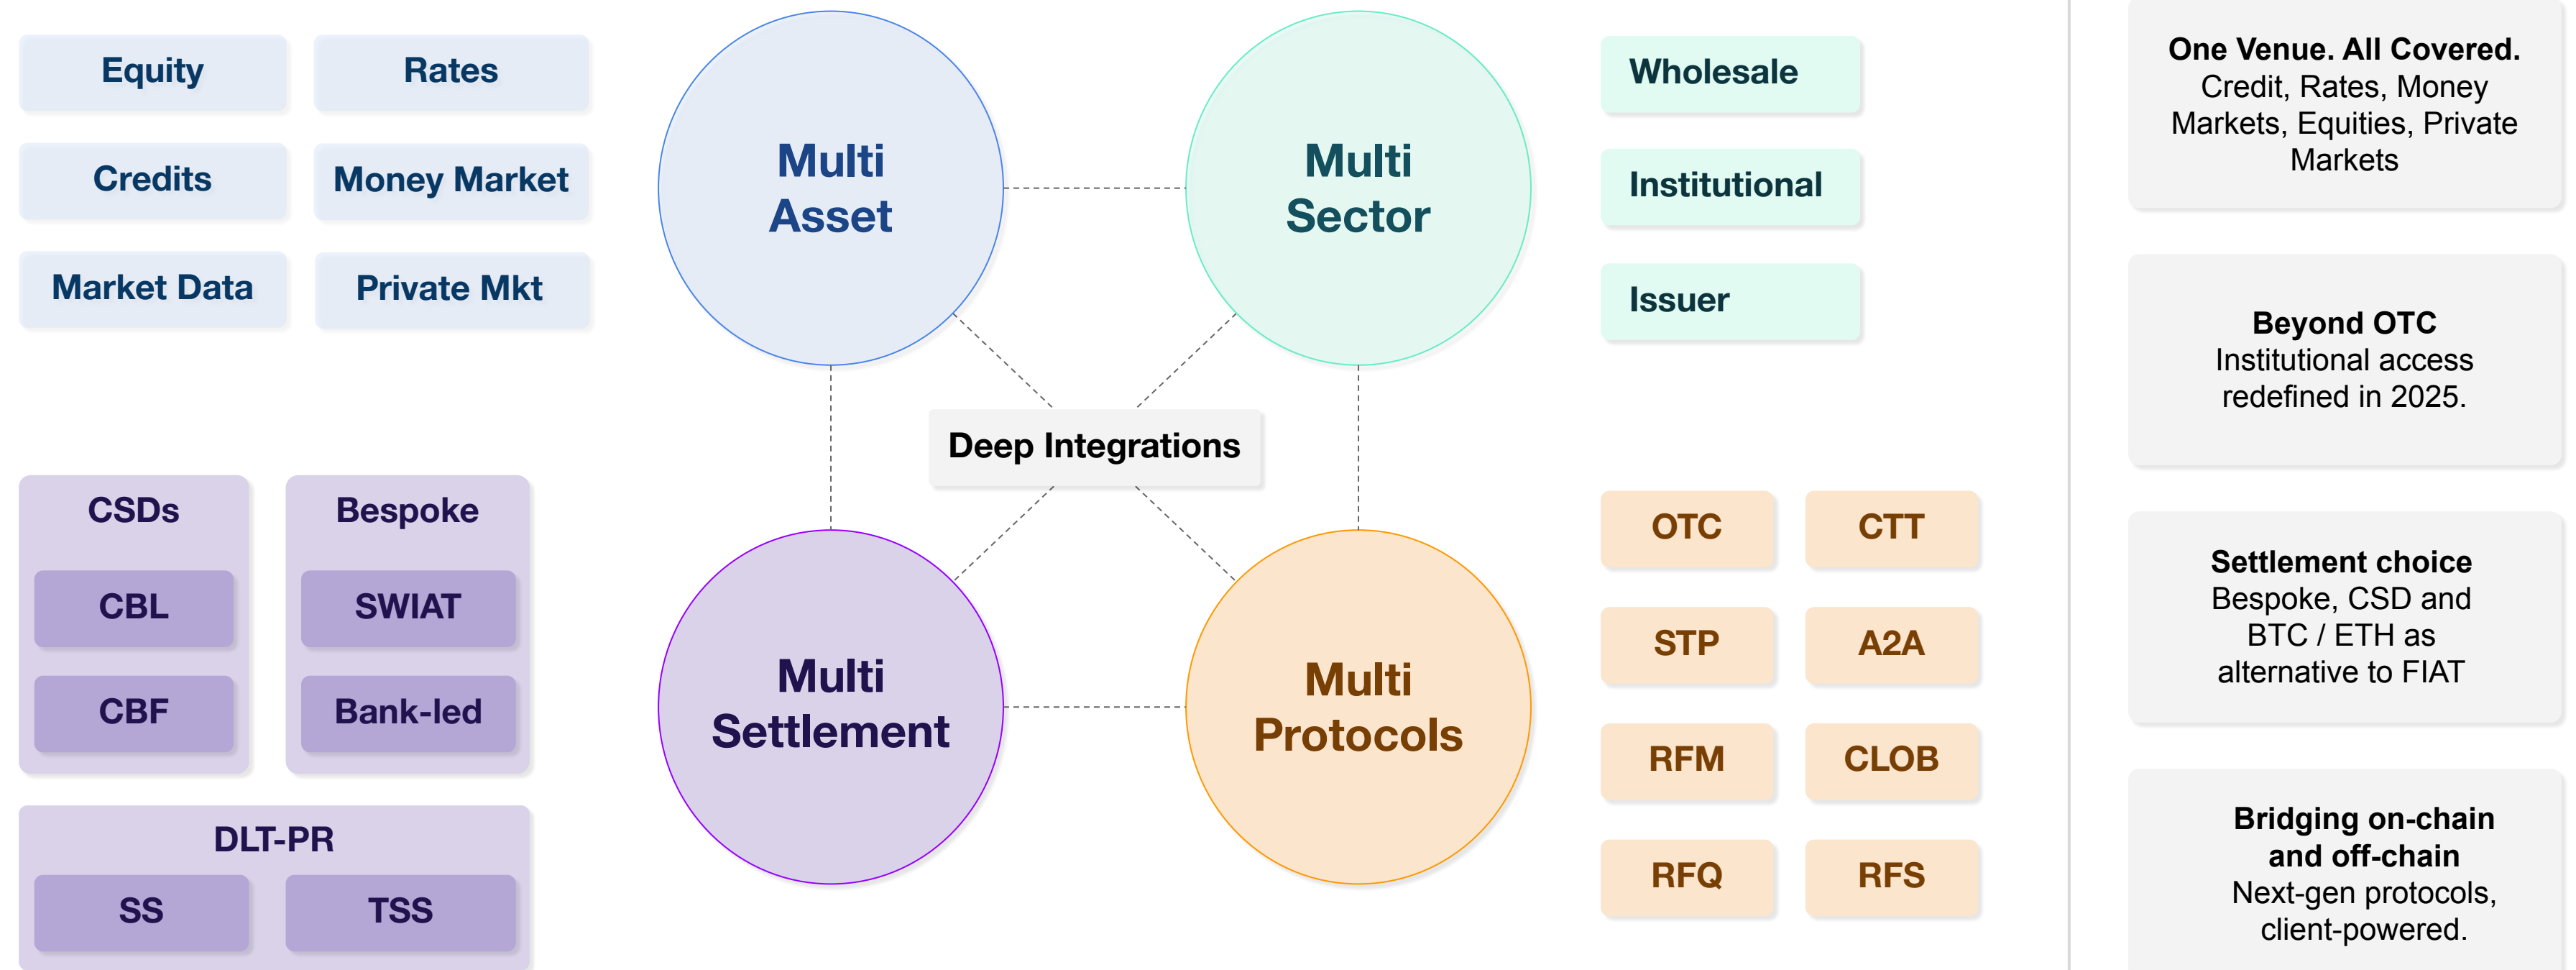 Equity
Rates
Credits
Money Market
Market Data
Private Mkt
Multi
Asset
Multi
Sector
Wholesale
Institutional
Issuer
Deep Integrations
CSDs
CBL
CBF
Bespoke
SWIAT
Bank-led
DLT-PR
SS
TSS
Multi
Settlement
Multi
Protocols
OTC
CTT
STP
A2A
RFM
CLOB
RFQ
RFS
One Venue. All Covered.
Credit, Rates, Money
Markets, Equities, Private
Markets
Beyond OTC
Institutional access
redefined in 2025.
Settlement choice
Bespoke, CSD and
BTC / ETH as
alternative to FIAT
Bridging on-chain
and off-chain
Next-gen protocols,
client-powered.